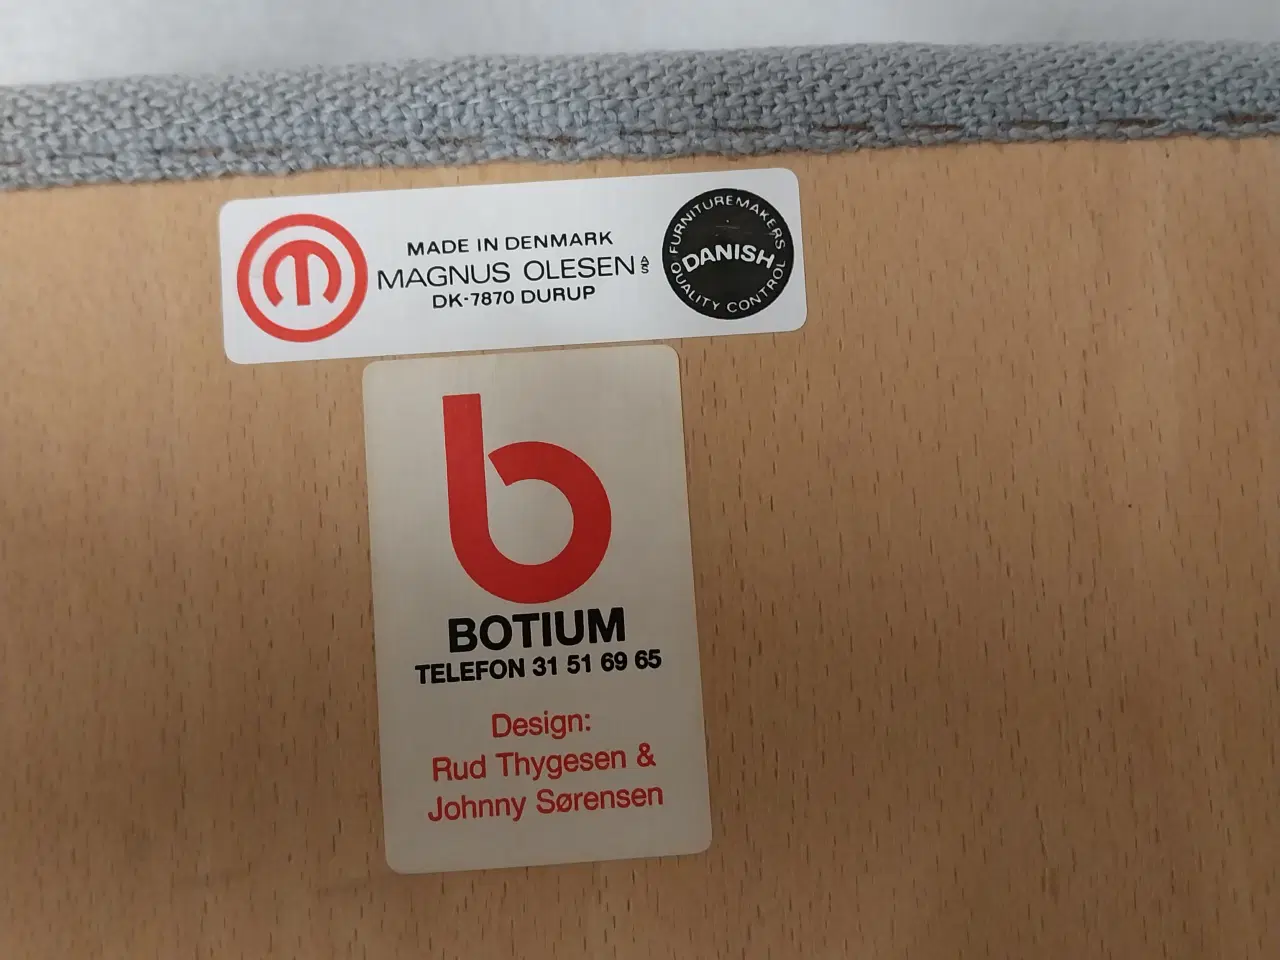 MADE IN DENMARK
MAGNUS OLESEN A/S
DK-7870 DURUP
FURNITUREMAKERS
DANISH
QUALITY CONTROL
b
BOTIUM
TELEFON 31 51 69 65
Design:
Rud Thygesen &
Johnny Sørensen